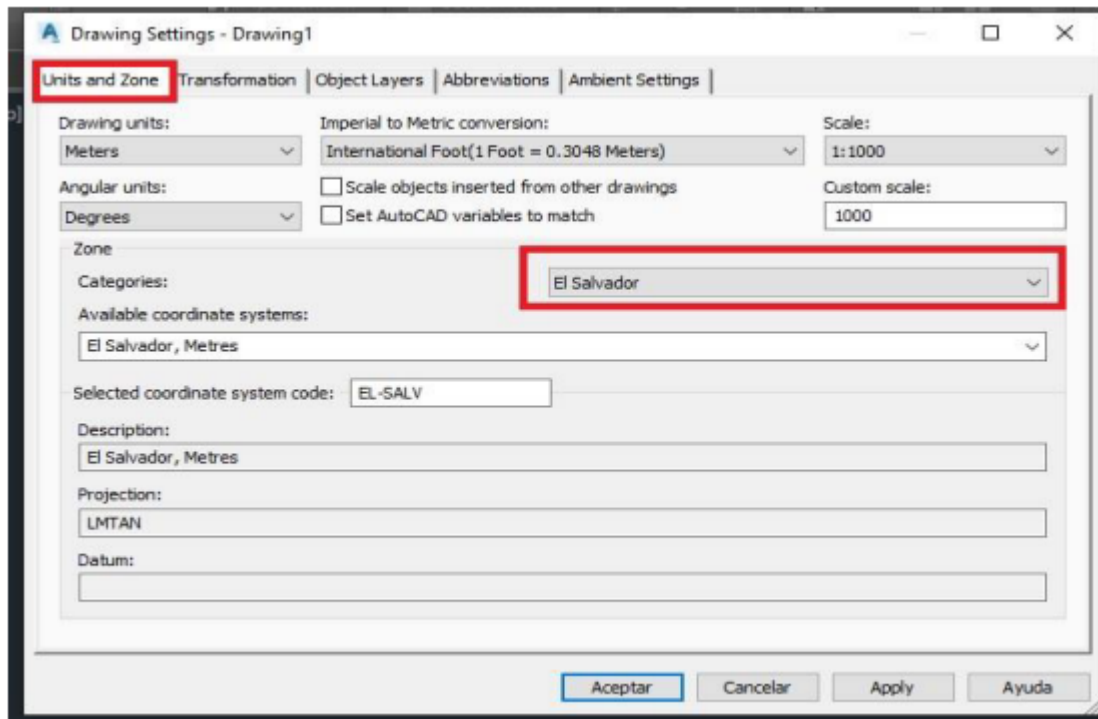 Drawing Settings - Drawing1
Units and Zone Transformation Object Layers Abbreviations Ambient Settings
Drawing units: Imperial to Metric conversion: Scale:
Meters International Foot(1 Foot = 0.3048 Meters) 1:1000
Angular units: Scale objects inserted from other drawings Custom scale:
Degrees Set AutoCAD variables to match 1000
Zone
Categories: El Salvador
Available coordinate systems:
El Salvador, Metres
Selected coordinate system code: EL-SALV
Description:
El Salvador, Metres
Projection:
LMTAN
Datum:
Aceptar Cancelar Apply Ayuda